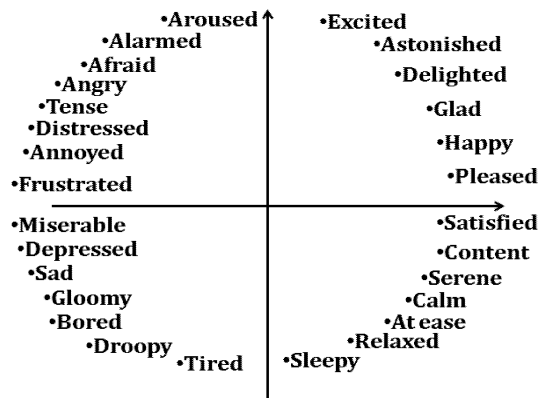 •Aroused
•Alarmed
•Afraid
•Angry
•Tense
•Distressed
•Annoyed
•Frustrated
•Excited
•Astonished
•Delighted
•Glad
•Happy
•Pleased
•Miserable
•Depressed
•Sad
•Gloomy
•Bored
•Droopy
•Tired
•Satisfied
•Content
•Serene
•Calm
•At ease
•Relaxed
•Sleepy